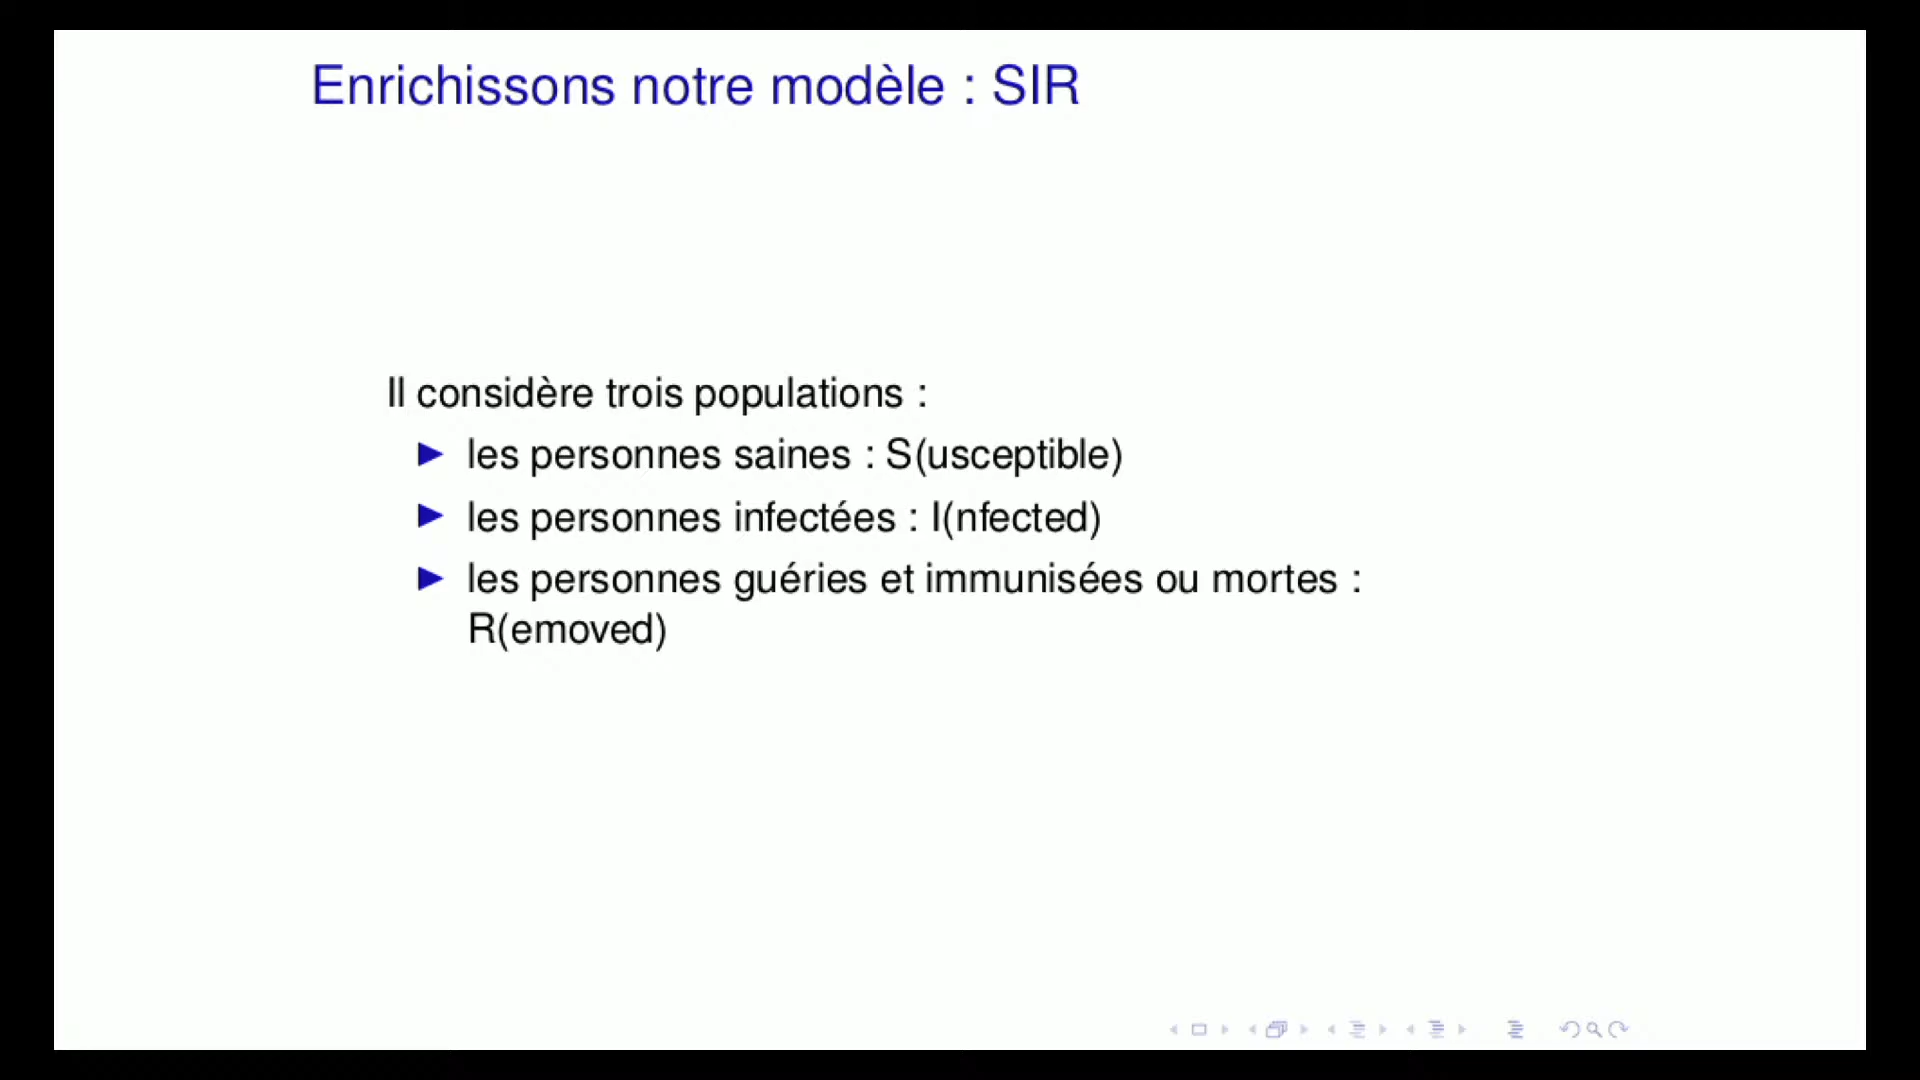 Enrichissons notre modèle : SIR
Il considère trois populations :
les personnes saines : S(usceptible)
les personnes infectées : I(nfected)
les personnes guéries et immunisées ou mortes :
R(emoved)